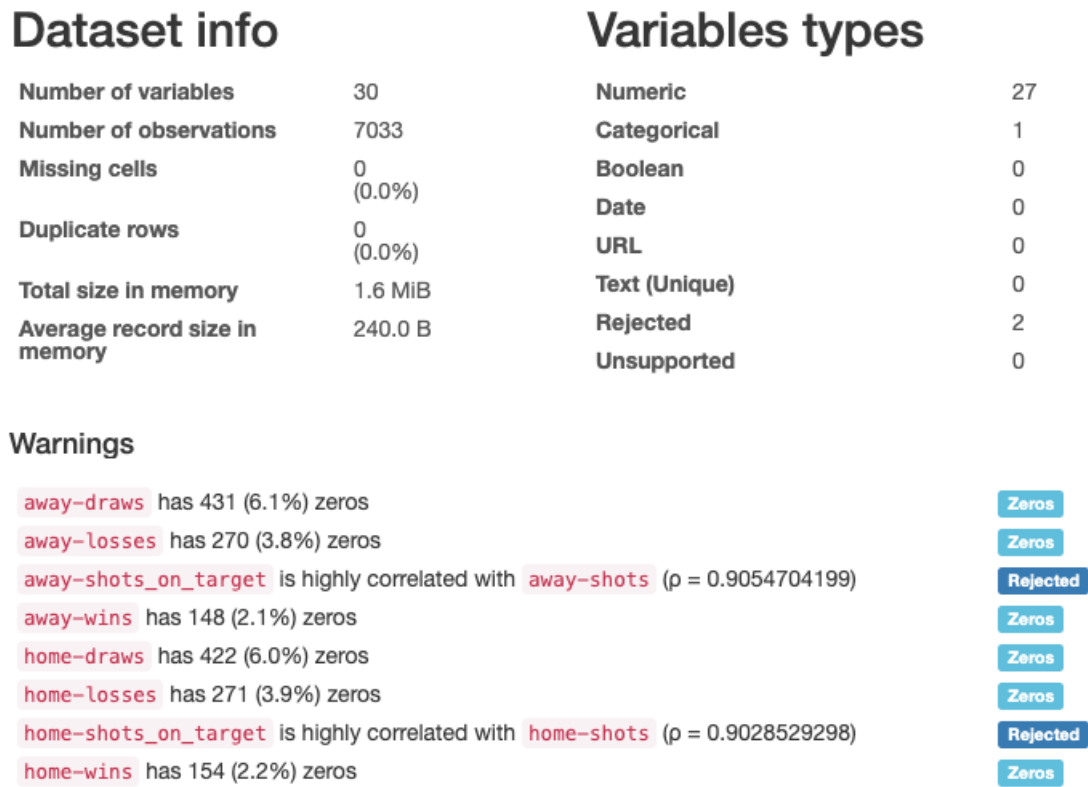 Dataset info
Number of variables 30
Number of observations 7033
Missing cells 0
(0.0%)
Duplicate rows 0
(0.0%)
Total size in memory 1.6 MiB
Average record size in 240.0 B
memory
Variables types
Numeric 27
Categorical 1
Boolean 0
Date 0
URL 0
Text (Unique) 0
Rejected 2
Unsupported 0
Warnings
away-draws has 431 (6.1%) zeros Zeros
away-losses has 270 (3.8%) zeros Zeros
away-shots_on_target is highly correlated with away-shots (ρ = 0.9054704199) Rejected
away-wins has 148 (2.1%) zeros Zeros
home-draws has 422 (6.0%) zeros Zeros
home-losses has 271 (3.9%) zeros Zeros
home-shots_on_target is highly correlated with home-shots (ρ = 0.9028529298) Rejected
home-wins has 154 (2.2%) zeros Zeros